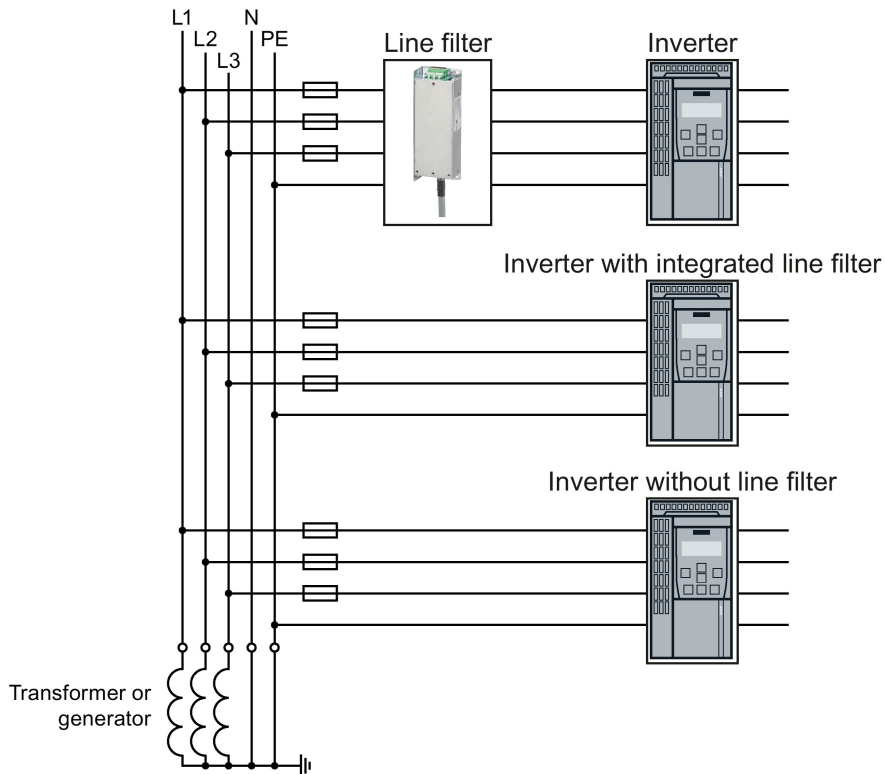 L1
L2
L3
N
PE
Line filter
Inverter
Inverter with integrated line filter
Inverter without line filter
Transformer or
generator